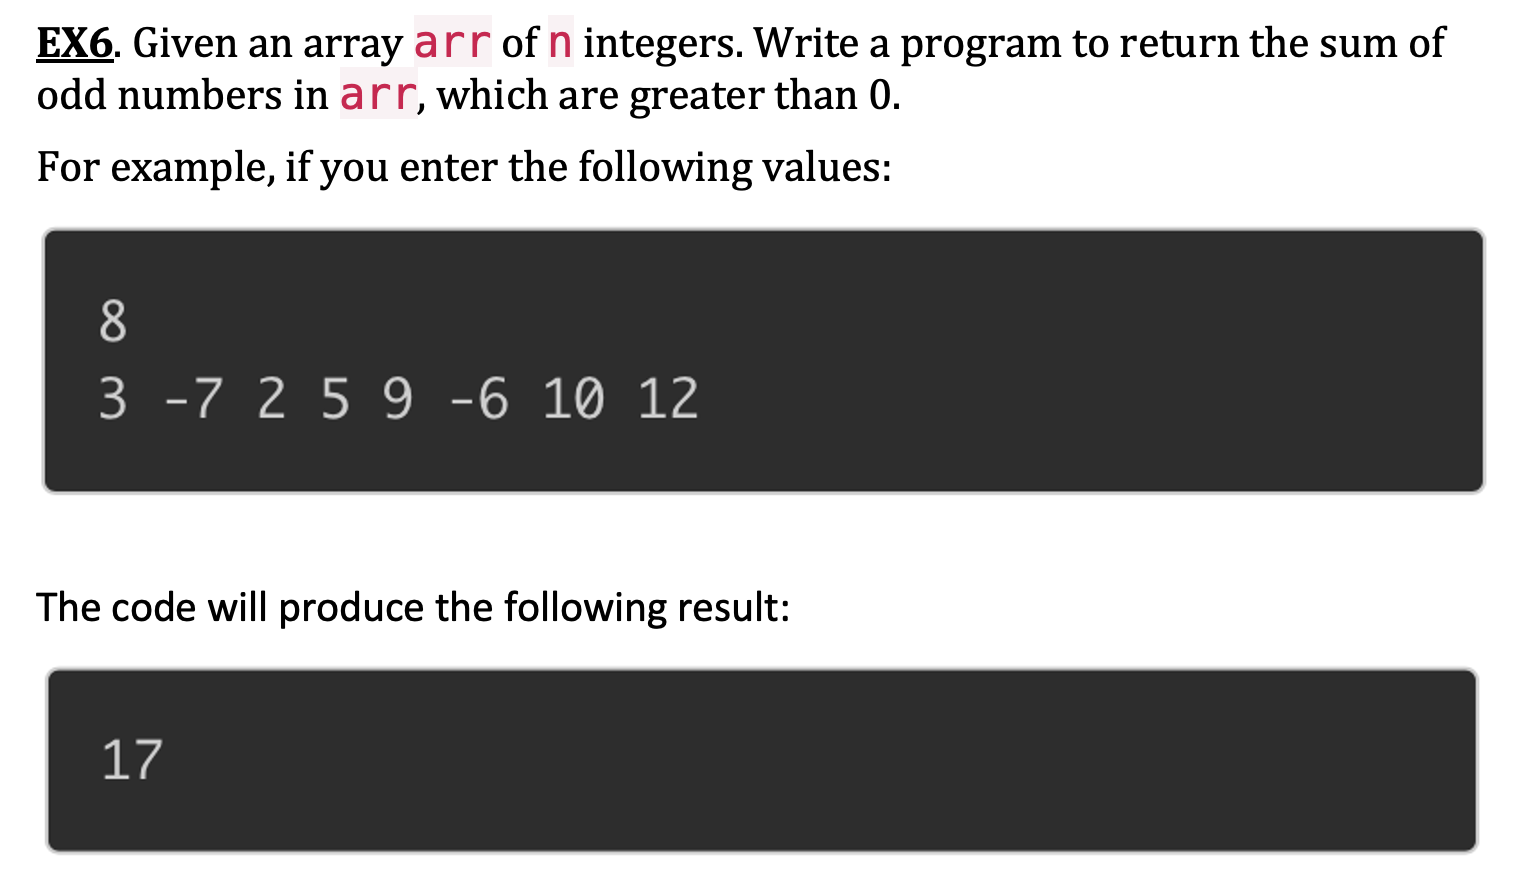 EX6. Given an array arr of n integers. Write a program to return the sum of
odd numbers in arr, which are greater than 0.
For example, if you enter the following values:
8
3 -7 2 5 9 -6 10 12
The code will produce the following result:
17